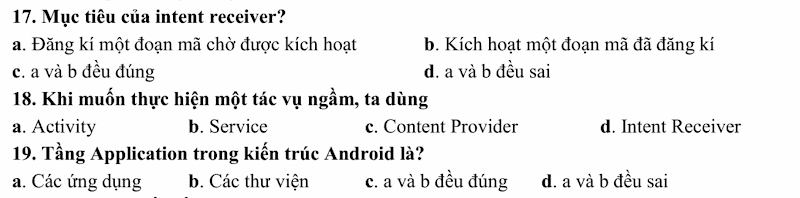 17. Mục tiêu của intent receiver?
a. Đăng kí một đoạn mã chờ được kích hoạt b. Kích hoạt một đoạn mã đã đăng kí
c. a và b đều đúng d. a và b đều sai
18. Khi muốn thực hiện một tác vụ ngầm, ta dùng
a. Activity b. Service c. Content Provider d. Intent Receiver
19. Tầng Application trong kiến trúc Android là?
a. Các ứng dụng b. Các thư viện c. a và b đều đúng d. a và b đều sai